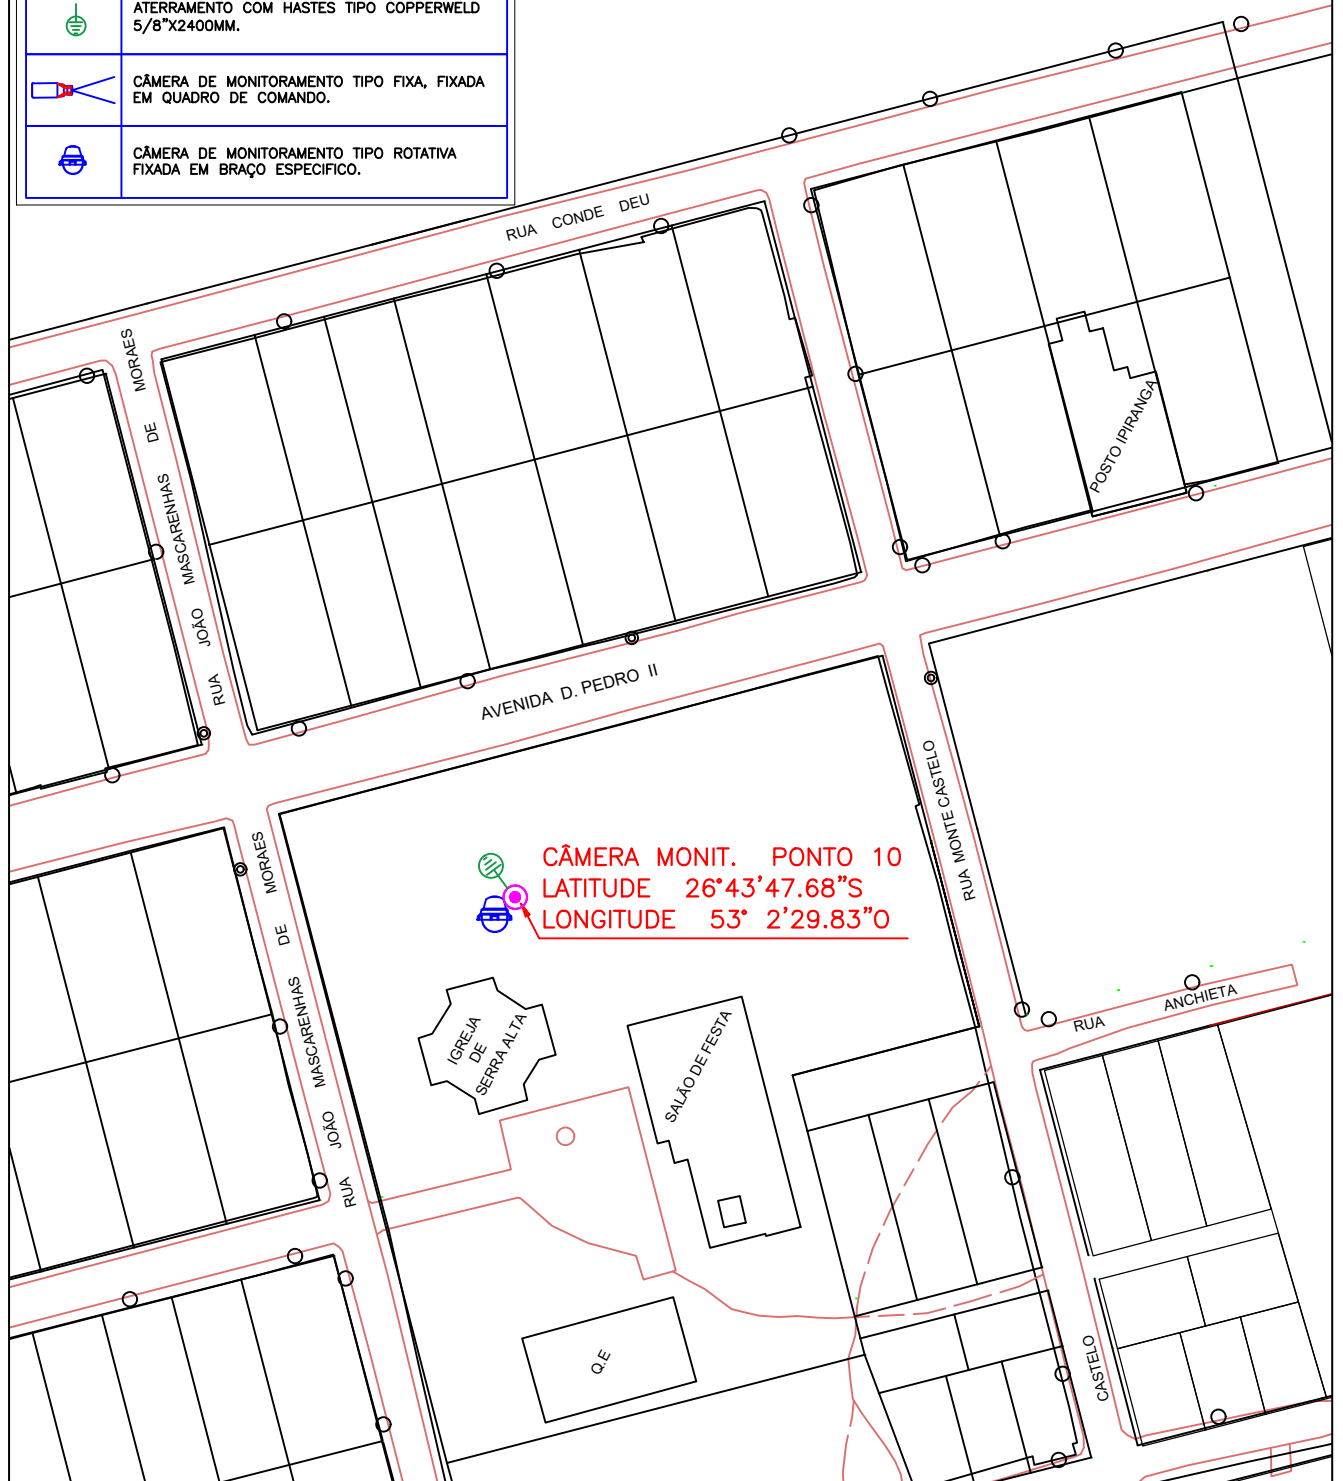 ATERRAMENTO COM HASTES TIPO COPPERWELD
5/8"X2400MM.
CÂMERA DE MONITORAMENTO TIPO FIXA, FIXADA
EM QUADRO DE COMANDO.
CÂMERA DE MONITORAMENTO TIPO ROTATIVA
FIXADA EM BRAÇO ESPECIFICO.
RUA CONDE DEU
RUA JOÃO MASCARENHAS DE MORAES
POSTO IPIRANGA
AVENIDA D. PEDRO II
RUA MONTE CASTELO
CÂMERA MONIT. PONTO 10
LATITUDE 26°43'47.68"S
LONGITUDE 53° 2'29.83"O
RUA JOÃO MASCARENHAS DE MORAES
RUA ANCHIETA
IGREJA
DE
SERRA ALTA
SALÃO DE FESTA
Q.E
CASTELO